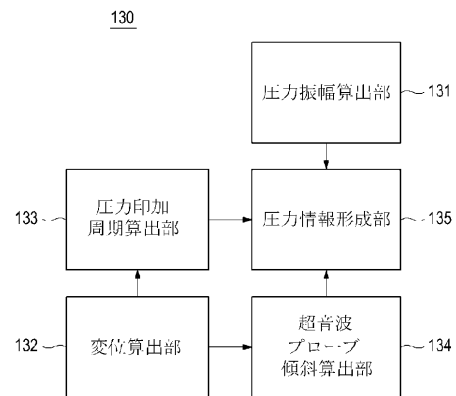 130
圧力振幅算出部
131
133
圧力印加
周期算出部
圧力情報形成部
135
132
変位算出部
超音波
プローブ
傾斜算出部
134